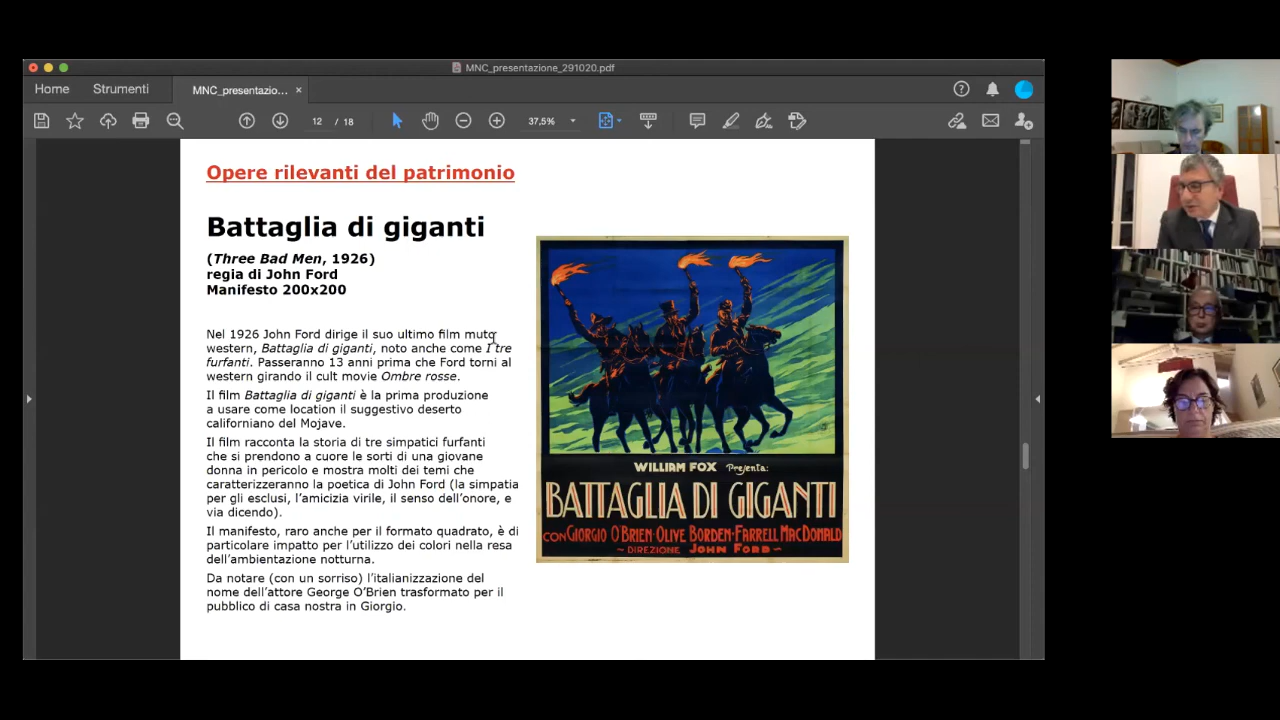 MNC_presentazione_291020.pdf
Home
Strumenti
MNC_presentazio...
12 / 18
37,5%
Opere rilevanti del patrimonio
Battaglia di giganti
(Three Bad Men, 1926)
regia di John Ford
Manifesto 200x200
Nel 1926 John Ford dirige il suo ultimo film muto
western, Battaglia di giganti, noto anche come I tre
furfanti. Passeranno 13 anni prima che Ford torni al
western girando il cult movie Ombre rosse.
Il film Battaglia di giganti è la prima produzione
a usare come location il suggestivo deserto
californiano del Mojave.
Il film racconta la storia di tre simpatici furfanti
che si prendono a cuore le sorti di una giovane
donna in pericolo e mostra molti dei temi che
caratterizzeranno la poetica di John Ford (la simpatia
per gli esclusi, l’amicizia virile, il senso dell’onore, e
via dicendo).
Il manifesto, raro anche per il formato quadrato, è di
particolare impatto per l’utilizzo dei colori nella resa
dell’ambientazione notturna.
Da notare (con un sorriso) l’italianizzazione del
nome dell’attore George O’Brien trasformato per il
pubblico di casa nostra in Giorgio.
WILLIAM FOX Presenta:
BATTAGLIA DI GIGANTI
CON GIORGIO O'BRIEN-OLIVE BORDEN-FARRELL MACDONALD
~ DIREZIONE JOHN FORD ~